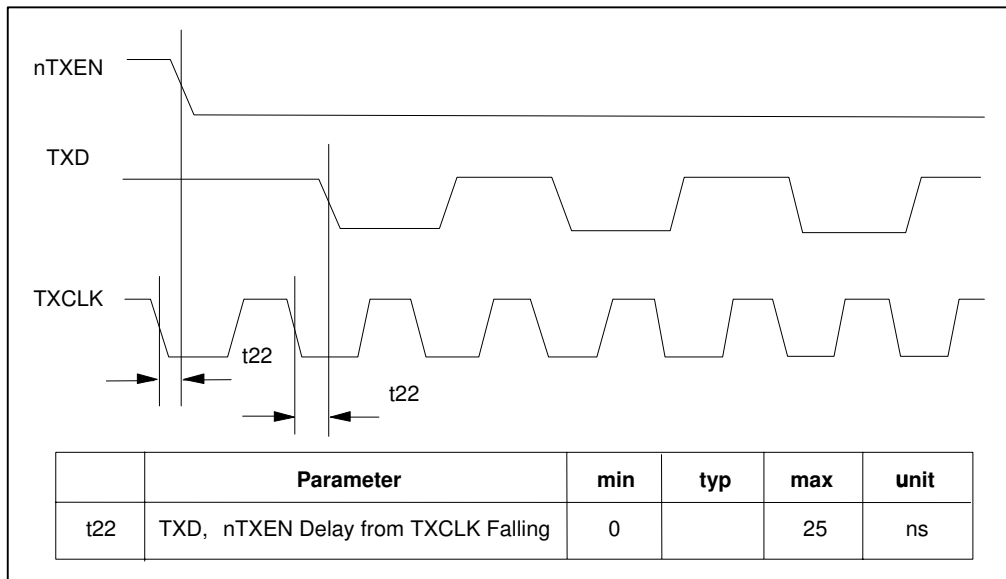 nTXEN
TXD
TXCLK
t22
t22
Parameter min typ max unit
t22 TXD, nTXEN Delay from TXCLK Falling 0 25 ns